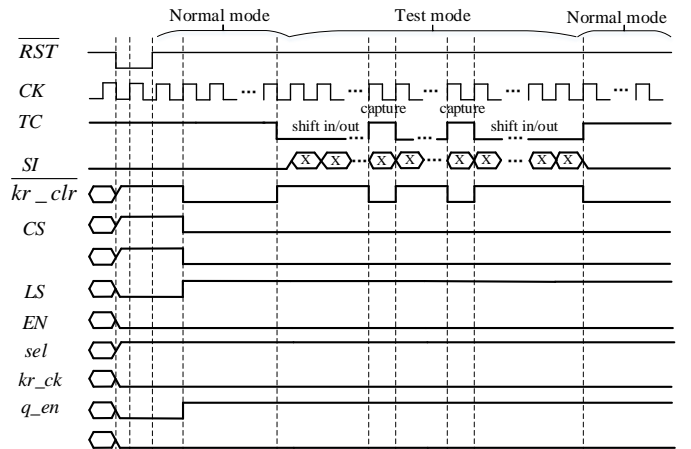 Normal mode Test mode Normal mode
RST
CK ... ... ... ...
capture capture
TC
shift in/out ... ... ... shift in/out
SI X X ... X X ... X X ... X X
kr_clr
CS
LS
EN
sel
kr_ck
q_en